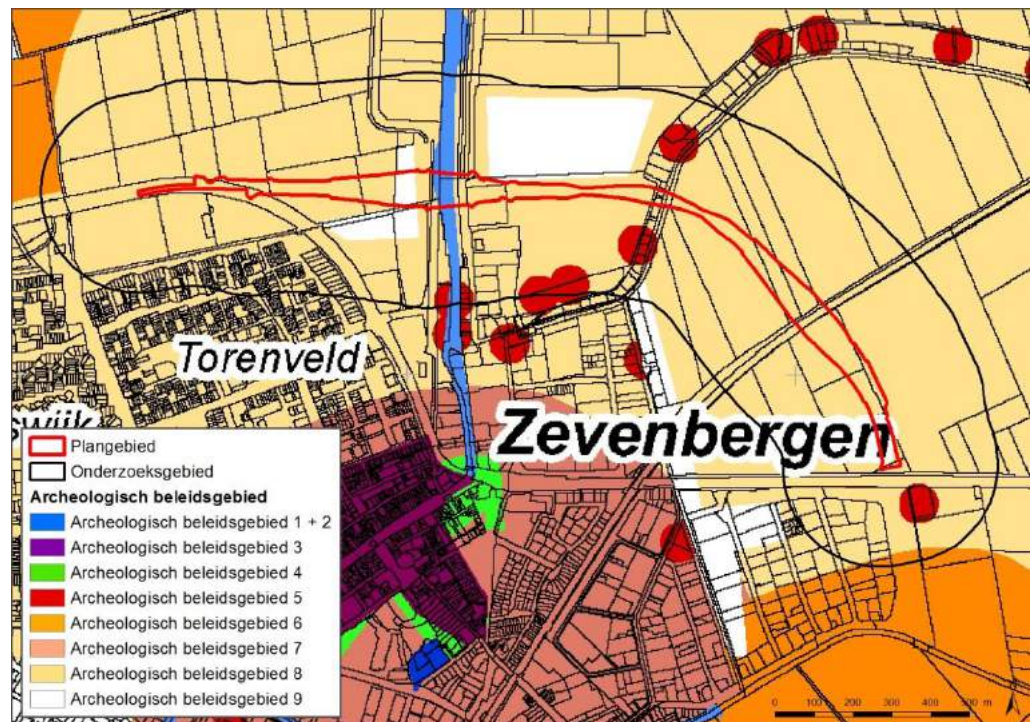 Torenveld
Zevenbergen
swijk
Plangebied
Onderzoeksgebied
Archeologisch beleidsgebied
Archeologisch beleidsgebied 1 + 2
Archeologisch beleidsgebied 3
Archeologisch beleidsgebied 4
Archeologisch beleidsgebied 5
Archeologisch beleidsgebied 6
Archeologisch beleidsgebied 7
Archeologisch beleidsgebied 8
Archeologisch beleidsgebied 9
0 100 200 300 400 500 m